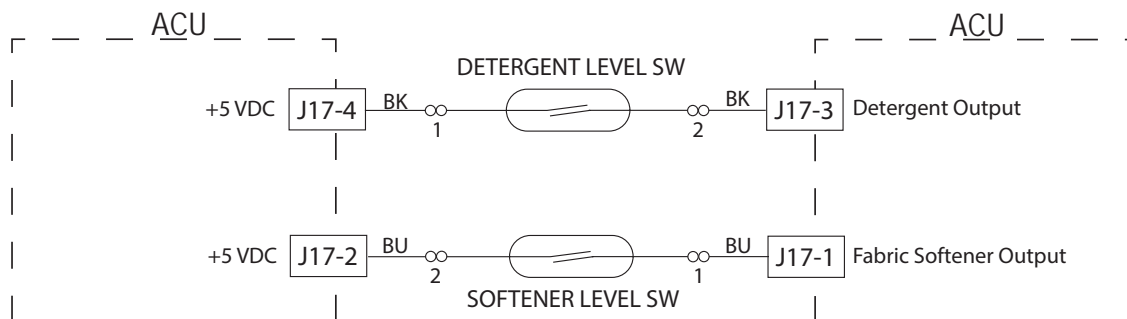 ACU ACU
DETERGENT LEVEL SW
+5 VDC J17-4 BK BK J17-3 Detergent Output
1 2
+5 VDC J17-2 BU BU J17-1 Fabric Softener Output
2 1
SOFTENER LEVEL SW